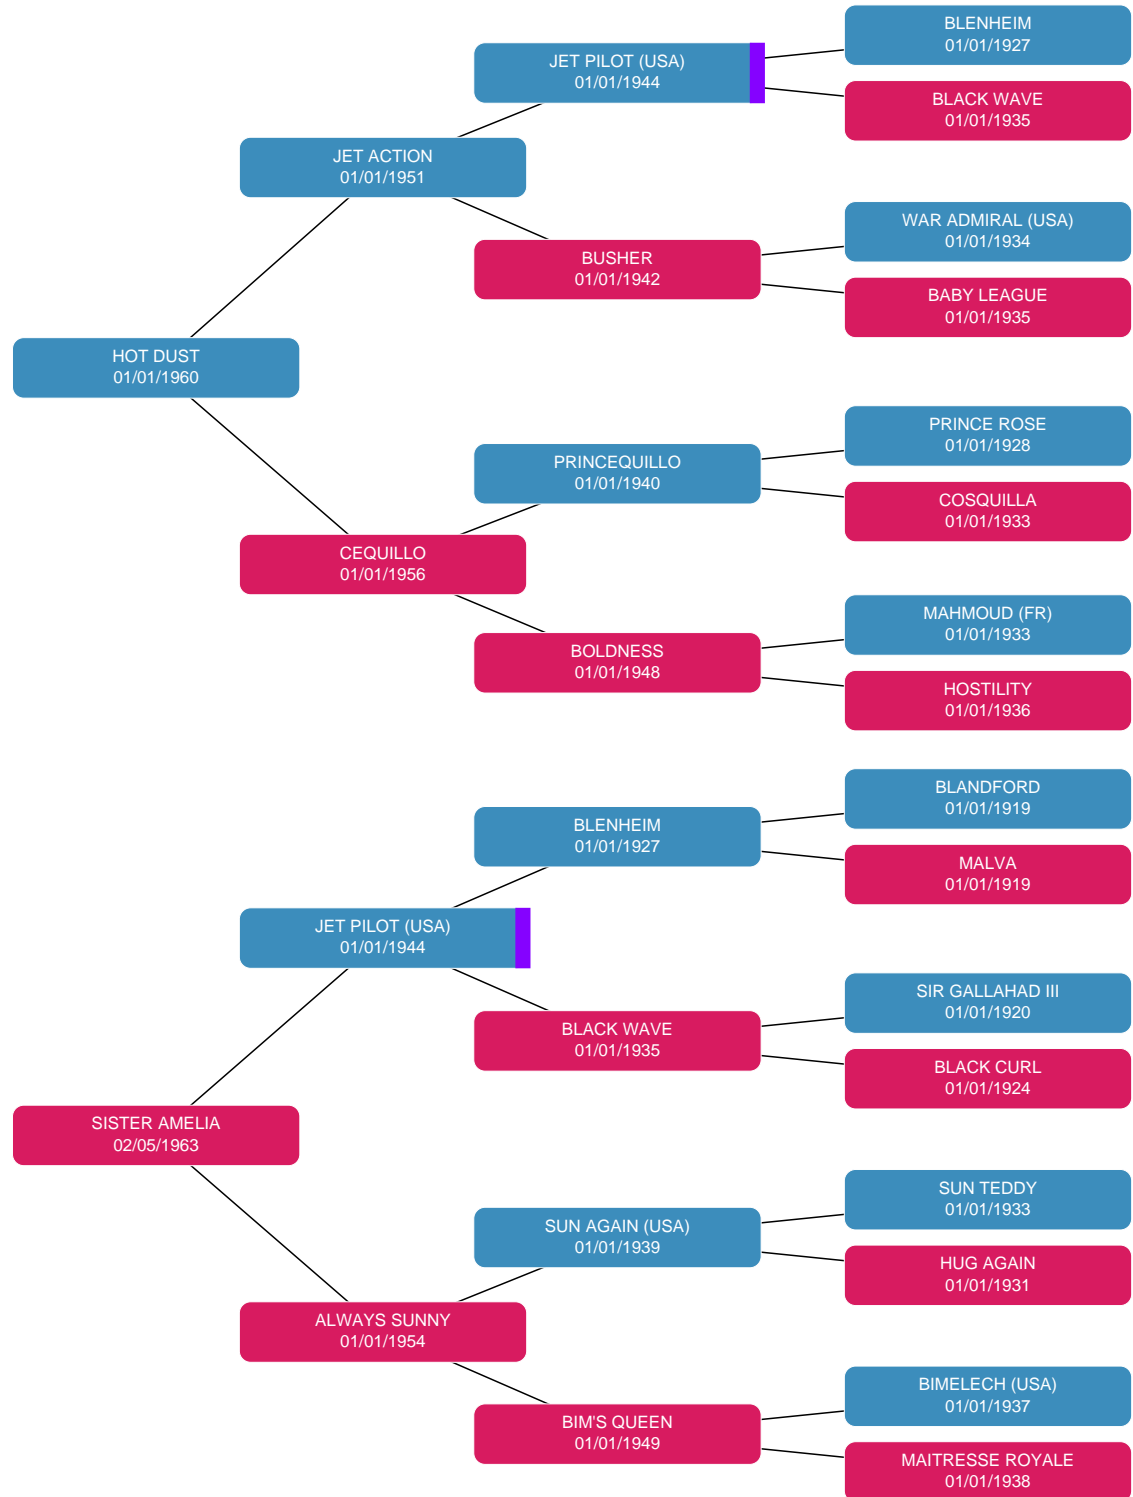 BLENHEIM
01/01/1927
JET PILOT (USA)
01/01/1944
BLACK WAVE
01/01/1935
JET ACTION
01/01/1951
WAR ADMIRAL (USA)
01/01/1934
BUSHER
01/01/1942
BABY LEAGUE
01/01/1935
HOT DUST
01/01/1960
PRINCE ROSE
01/01/1928
PRINCEQUILLO
01/01/1940
COSQUILLA
01/01/1933
CEQUILLO
01/01/1956
MAHMOUD (FR)
01/01/1933
BOLDNESS
01/01/1948
HOSTILITY
01/01/1936
BLANDFORD
01/01/1919
BLENHEIM
01/01/1927
MALVA
01/01/1919
JET PILOT (USA)
01/01/1944
SIR GALLAHAD III
01/01/1920
BLACK WAVE
01/01/1935
BLACK CURL
01/01/1924
SISTER AMELIA
02/05/1963
SUN TEDDY
01/01/1933
SUN AGAIN (USA)
01/01/1939
HUG AGAIN
01/01/1931
ALWAYS SUNNY
01/01/1954
BIMELECH (USA)
01/01/1937
BIM'S QUEEN
01/01/1949
MAITRESSE ROYALE
01/01/1938